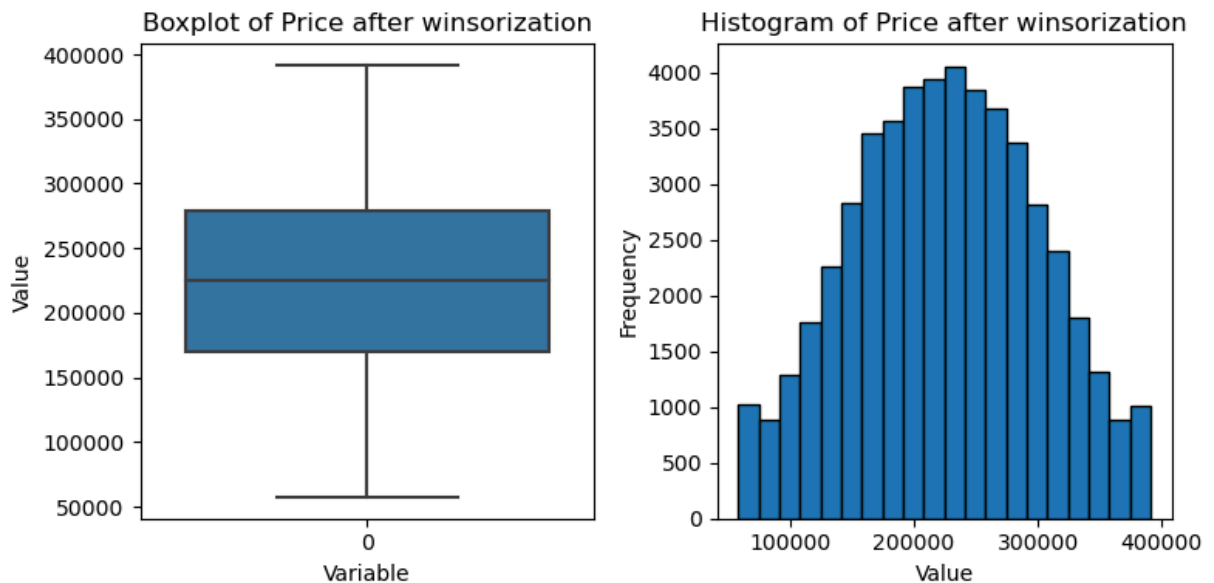 Boxplot of Price after winsorization
400000
350000
300000
250000
200000
150000
100000
50000
Value
0
Variable
Histogram of Price after winsorization
4000
3500
3000
2500
2000
1500
1000
500
0
Frequency
100000 200000 300000 400000
Value